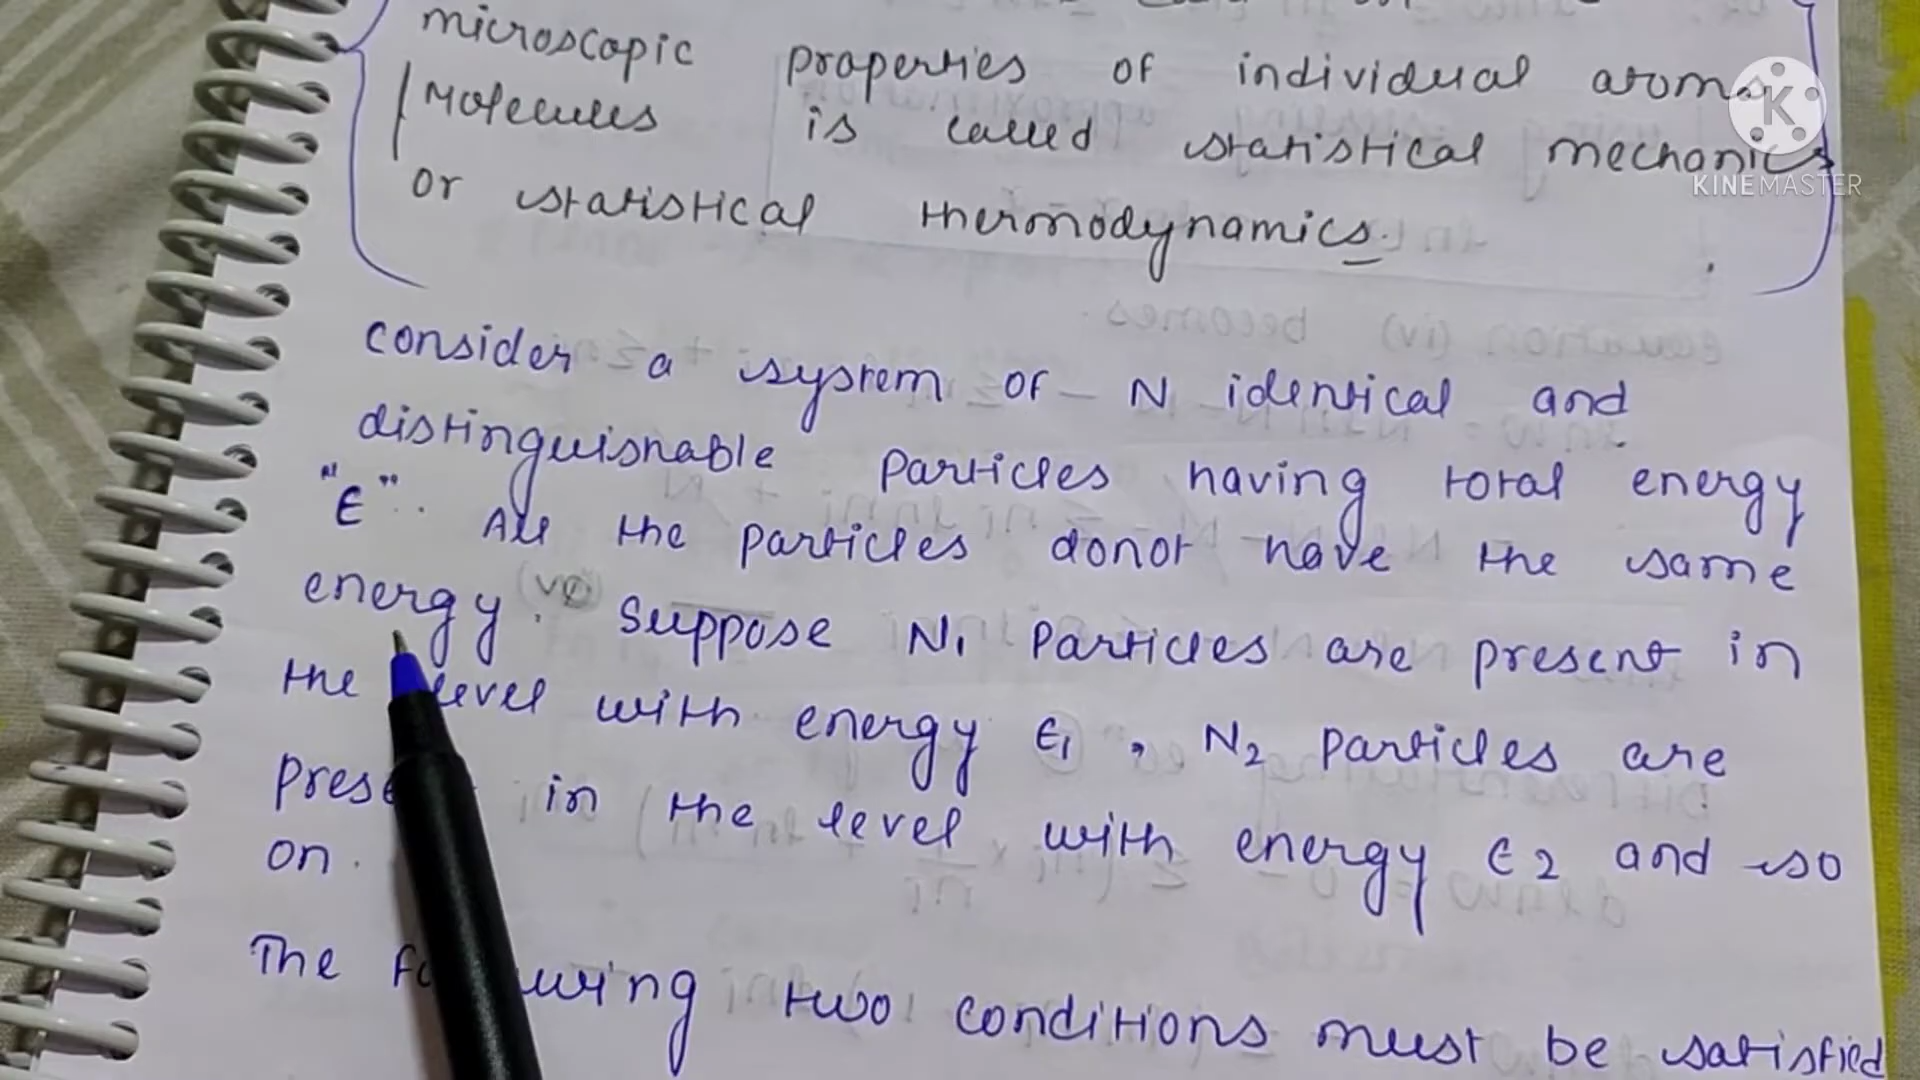 microscopic properties of individual atoms
/Molecules is called statistical mechanics
or statistical thermodynamics.
consider a system of N identical and
distinguishable particles having total energy
"E". All the particles donot have the same
energy. Suppose N1 particles are present in
the level with energy ϵ1, N2 particles are
present in the level with energy ϵ2 and so
on.
The following two conditions must be satisfied
K
KINEMASTER